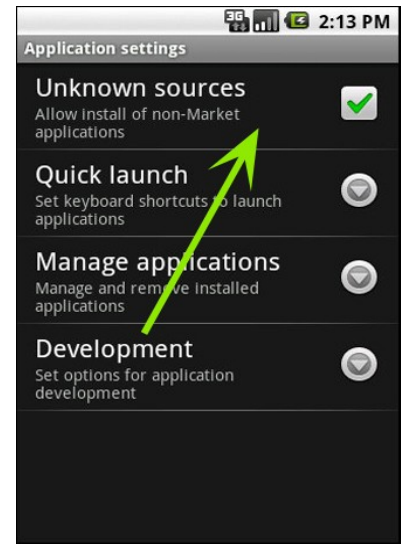 3G 2:13 PM
Application settings
Unknown sources
Allow install of non-Market
applications
Quick launch
Set keyboard shortcuts to launch
applications
Manage applications
Manage and remove installed
applications
Development
Set options for application
development